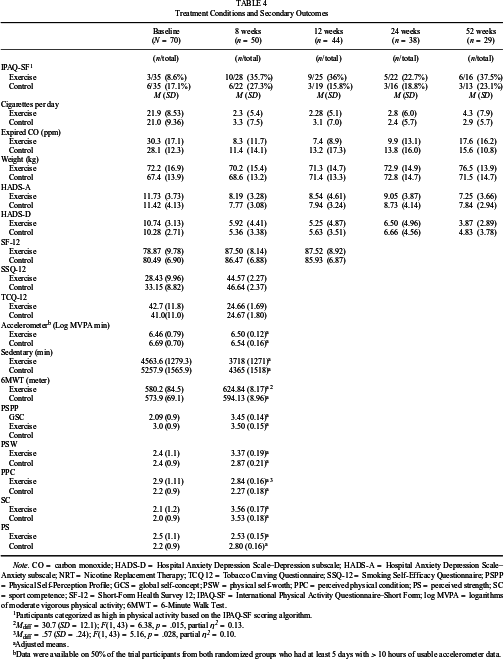 TABLE 4
Treatment Conditions and Secondary Outcomes
Baseline 8 weeks 12 weeks 24 weeks 52 weeks
(N = 70) (n = 50) (n = 44) (n = 38) (n = 29)
(n/total) (n/total) (n/total) (n/total) (n/total)
IPAQ-SF1
Exercise 3/35 (8.6%) 10/28 (35.7%) 9/25 (36%) 5/22 (22.7%) 6/16 (37.5%)
Control 6/35 (17.1%) 6/22 (27.3%) 3/19 (15.8%) 3/16 (18.8%) 3/13 (23.1%)
M (SD) M (SD) M (SD) M (SD) M (SD)
Cigarettes per day
Exercise 21.9 (8.53) 2.3 (5.4) 2.28 (5.1) 2.8 (6.0) 4.3 (7.9)
Control 21.0 (9.36) 3.3 (7.5) 3.1 (7.0) 2.4 (5.7) 2.9 (5.7)
Expired CO (ppm)
Exercise 30.3 (17.1) 8.3 (11.7) 7.4 (8.9) 9.9 (13.1) 17.6 (16.2)
Control 28.1 (12.3) 11.4 (14.1) 13.2 (17.3) 13.8 (16.0) 15.6 (10.8)
Weight (kg)
Exercise 72.2 (16.9) 70.2 (15.4) 71.3 (14.7) 72.9 (14.9) 76.5 (13.9)
Control 67.4 (13.9) 68.6 (13.2) 71.4 (13.3) 72.8 (14.7) 71.5 (14.7)
HADS-A
Exercise 11.73 (3.73) 8.19 (3.28) 8.54 (4.61) 9.05 (3.87) 7.25 (3.66)
Control 11.42 (4.13) 7.77 (3.08) 7.94 (3.24) 8.73 (4.14) 7.84 (2.94)
HADS-D
Exercise 10.74 (3.13) 5.92 (4.41) 5.25 (4.87) 6.50 (4.96) 3.87 (2.89)
Control 10.28 (2.71) 5.36 (3.38) 5.63 (3.51) 6.66 (4.56) 4.83 (3.78)
SF-12
Exercise 78.87 (9.78) 87.50 (8.14) 87.52 (8.92)
Control 80.49 (6.90) 86.47 (6.88) 85.93 (6.87)
SSQ-12
Exercise 28.43 (9.96) 44.57 (2.27)
Control 33.15 (8.82) 46.64 (2.37)
TCQ-12
Exercise 42.7 (11.8) 24.66 (1.69)
Control 41.0(11.0) 24.67 (1.80)
Accelerometerb (Log MVPA min)
Exercise 6.46 (0.79) 6.50 (0.12)a
Control 6.69 (0.70) 6.54 (0.16)a
Sedentary (min)
Exercise 4563.6 (1279.3) 3718 (1271)a
Control 5257.9 (1565.9) 4365 (1518)a
6MWT (meter)
Exercise 580.2 (84.5) 624.84 (8.17)a 2
Control 573.9 (69.1) 594.13 (8.96)a
PSPP
GSC 2.09 (0.9) 3.45 (0.14)a
Exercise 3.0 (0.9) 3.50 (0.15)a
Control
PSW
Exercise 2.4 (1.1) 3.37 (0.19)a
Control 2.4 (0.9) 2.87 (0.21)a
PPC
Exercise 2.9 (1.11) 2.84 (0.16)a 3
Control 2.2 (0.9) 2.27 (0.18)a
SC
Exercise 2.1 (1.2) 3.56 (0.17)a
Control 2.0 (0.9) 3.53 (0.18)a
PS
Exercise 2.5 (1.1) 2.53 (0.15)a
Control 2.2 (0.9) 2.80 (0.16)a
Note. CO = carbon monoxide; HADS-D = Hospital Anxiety Depression Scale–Depression subscale; HADS-A = Hospital Anxiety Depression Scale–
Anxiety subscale; NRT = Nicotine Replacement Therapy; TCQ 12 = Tobacco Craving Questionnaire; SSQ-12 = Smoking Self-Efficacy Questionnaire; PSPP
= Physical Self-Perception Profile; GCS = global self-concept; PSW = physical self-worth; PPC = perceived physical condition; PS = perceived strength; SC
= sport competence; SF-12 = Short-Form Health Survey 12; IPAQ-SF = International Physical Activity Questionnaire–Short Form; log MVPA = logarithms
of moderate vigorous physical activity; 6MWT = 6-Minute Walk Test.
1Participants categorized as high in physical activity based on the IPAQ-SF scoring algorithm.
2Mdiff = 30.7 (SD = 12.1); F(1, 43) = 6.38, p = .015, partial η2 = 0.13.
3Mdiff = .57 (SD = .24); F(1, 43) = 5.16, p = .028, partial η2 = 0.10.
aAdjusted means.
bData were available on 50% of the trial participants from both randomized groups who had at least 5 days with > 10 hours of usable accelerometer data.